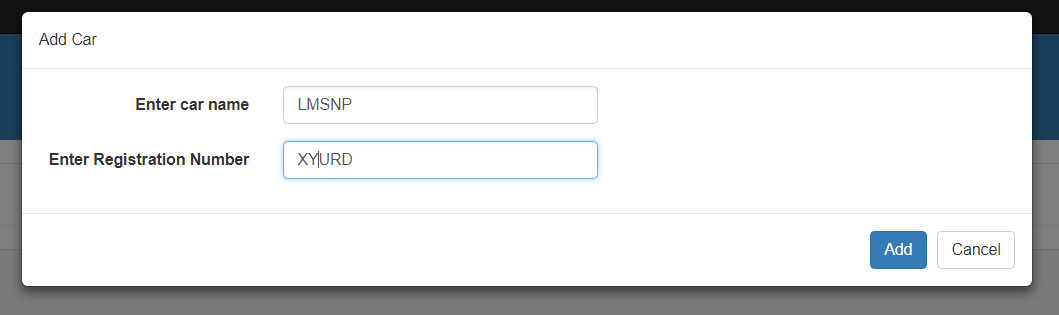 Add Car
Enter car name LMSNP
Enter Registration Number XYURD
Add Cancel